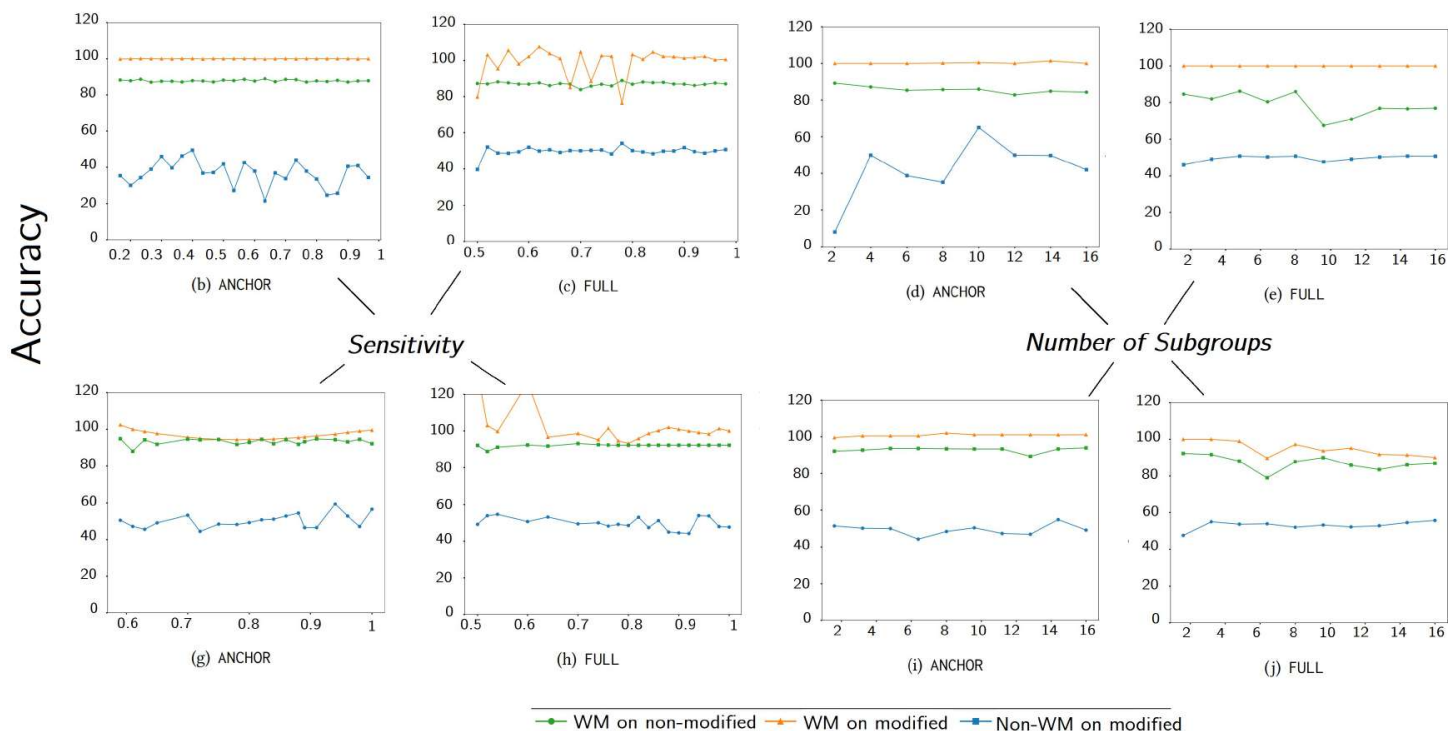 Accuracy
120
100
80
60
40
20
0
0.2 0.3 0.4 0.5 0.6 0.7 0.8 0.9 1
(b) ANCHOR
120
100
80
60
40
20
0
0.5 0.6 0.7 0.8 0.9 1
(c) FULL
120
100
80
60
40
20
0
2 4 6 8 10 12 14 16
(d) ANCHOR
120
100
80
60
40
20
0
2 4 6 8 10 12 14 16
(e) FULL
Sensitivity
Number of Subgroups
120
100
80
60
40
20
0
0.6 0.7 0.8 0.9 1
(g) ANCHOR
120
100
80
60
40
20
0
0.5 0.6 0.7 0.8 0.9 1
(h) FULL
120
100
80
60
40
20
0
2 4 6 8 10 12 14 16
(i) ANCHOR
120
100
80
60
40
20
0
2 4 6 8 10 12 14 16
(j) FULL
WM on non-modified WM on modified Non-WM on modified